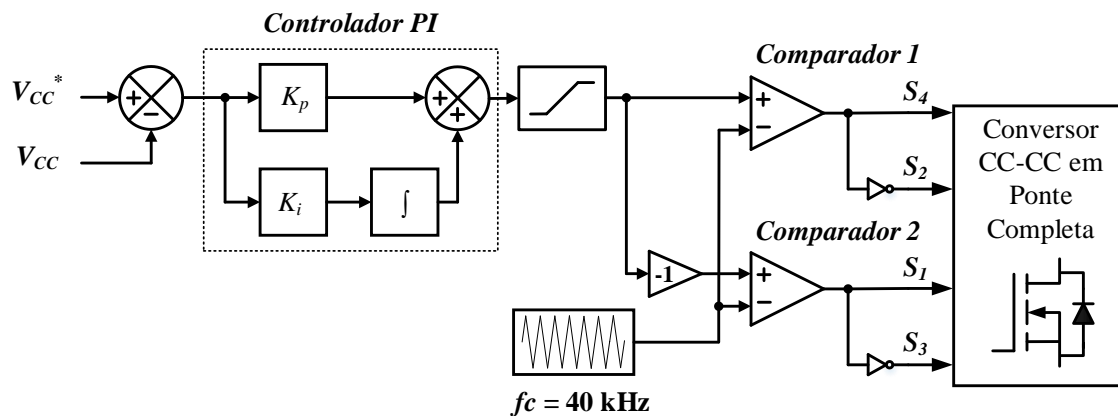 Controlador PI
Comparador 1
V_CC^*
K_p
+
−
+
+
+
−
S_4
V_CC
S_2
Conversor
CC-CC em
Ponte
Completa
K_i
∫
Comparador 2
-1
+
−
S_1
S_3
fc = 40 kHz